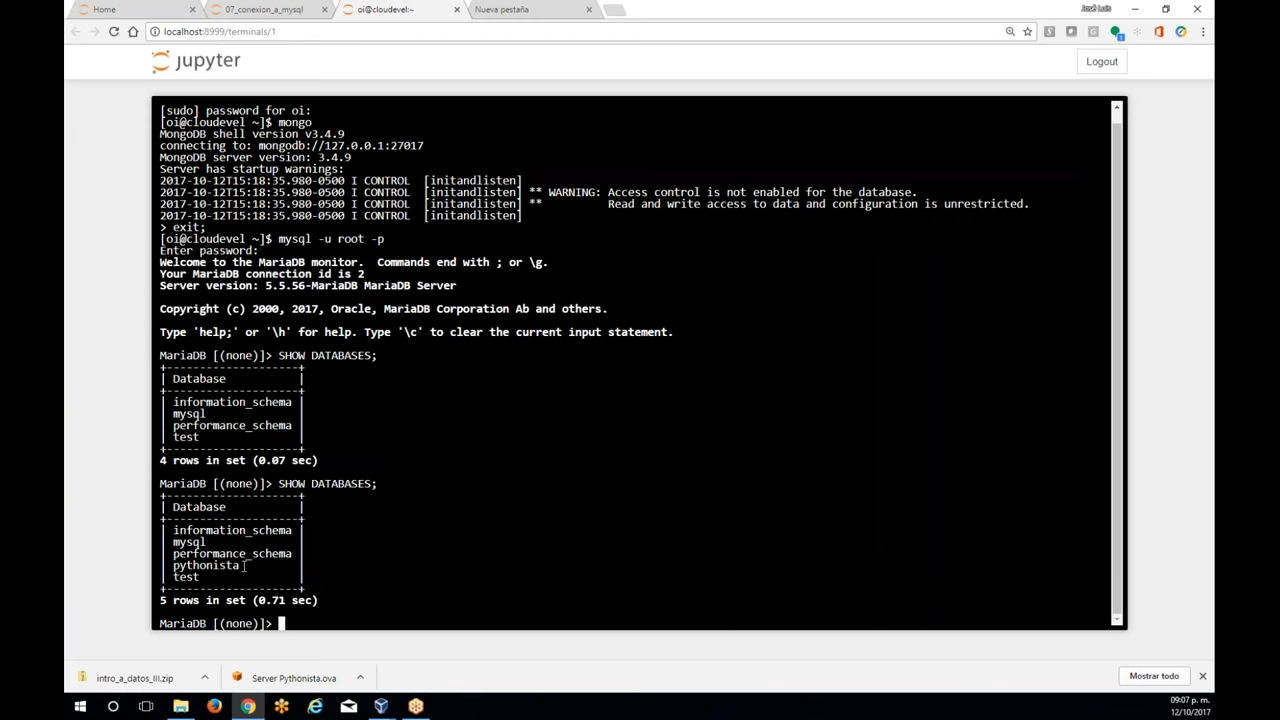 Home
07_conexion_a_mysql
oi@cloudevel:~
Nueva pestaña
José Luis
localhost:8999/terminals/1
jupyter
Logout
[sudo] password for oi:
[oi@cloudevel ~]$ mongo
MongoDB shell version v3.4.9
connecting to: mongodb://127.0.0.1:27017
MongoDB server version: 3.4.9
Server has startup warnings:
2017-10-12T15:18:35.980-0500 I CONTROL  [initandlisten]
2017-10-12T15:18:35.980-0500 I CONTROL  [initandlisten] ** WARNING: Access control is not enabled for the database.
2017-10-12T15:18:35.980-0500 I CONTROL  [initandlisten] **          Read and write access to data and configuration is unrestricted.
2017-10-12T15:18:35.980-0500 I CONTROL  [initandlisten]
> exit;
[oi@cloudevel ~]$ mysql -u root -p
Enter password:
Welcome to the MariaDB monitor.  Commands end with ; or \g.
Your MariaDB connection id is 2
Server version: 5.5.56-MariaDB MariaDB Server
Copyright (c) 2000, 2017, Oracle, MariaDB Corporation Ab and others.
Type 'help;' or '\h' for help. Type '\c' to clear the current input statement.
MariaDB [(none)]> SHOW DATABASES;
+--------------------+
| Database           |
+--------------------+
| information_schema |
| mysql              |
| performance_schema |
| test               |
+--------------------+
4 rows in set (0.07 sec)
MariaDB [(none)]> SHOW DATABASES;
+--------------------+
| Database           |
+--------------------+
| information_schema |
| mysql              |
| performance_schema |
| pythonista         |
| test               |
+--------------------+
5 rows in set (0.71 sec)
MariaDB [(none)]>
intro_a_datos_III.zip
Server Pythonista.ova
Mostrar todo
09:07 p. m.
12/10/2017